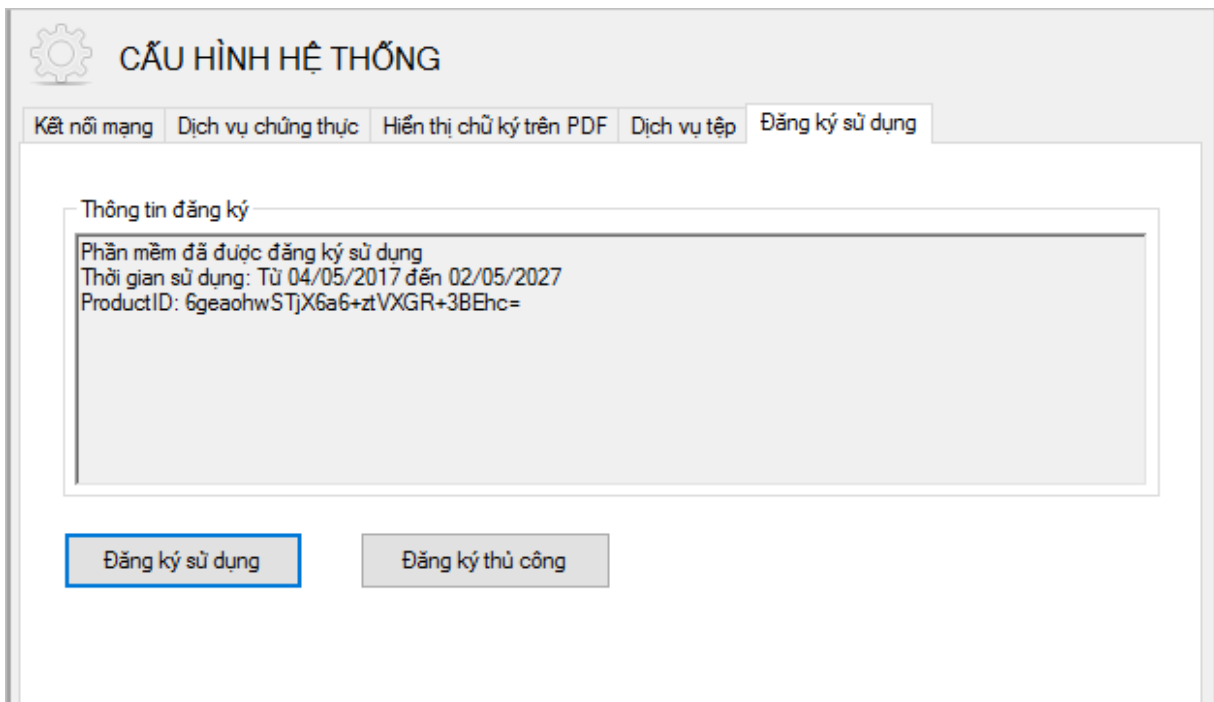 CẤU HÌNH HỆ THỐNG
Kết nối mạng Dịch vụ chứng thực Hiển thị chữ ký trên PDF Dịch vụ tệp Đăng ký sử dụng
Thông tin đăng ký
Phần mềm đã được đăng ký sử dụng
Thời gian sử dụng: Từ 04/05/2017 đến 02/05/2027
ProductID: 6geaohwSTjX6a6+ztVXGR+3BEhc=
Đăng ký sử dụng Đăng ký thủ công